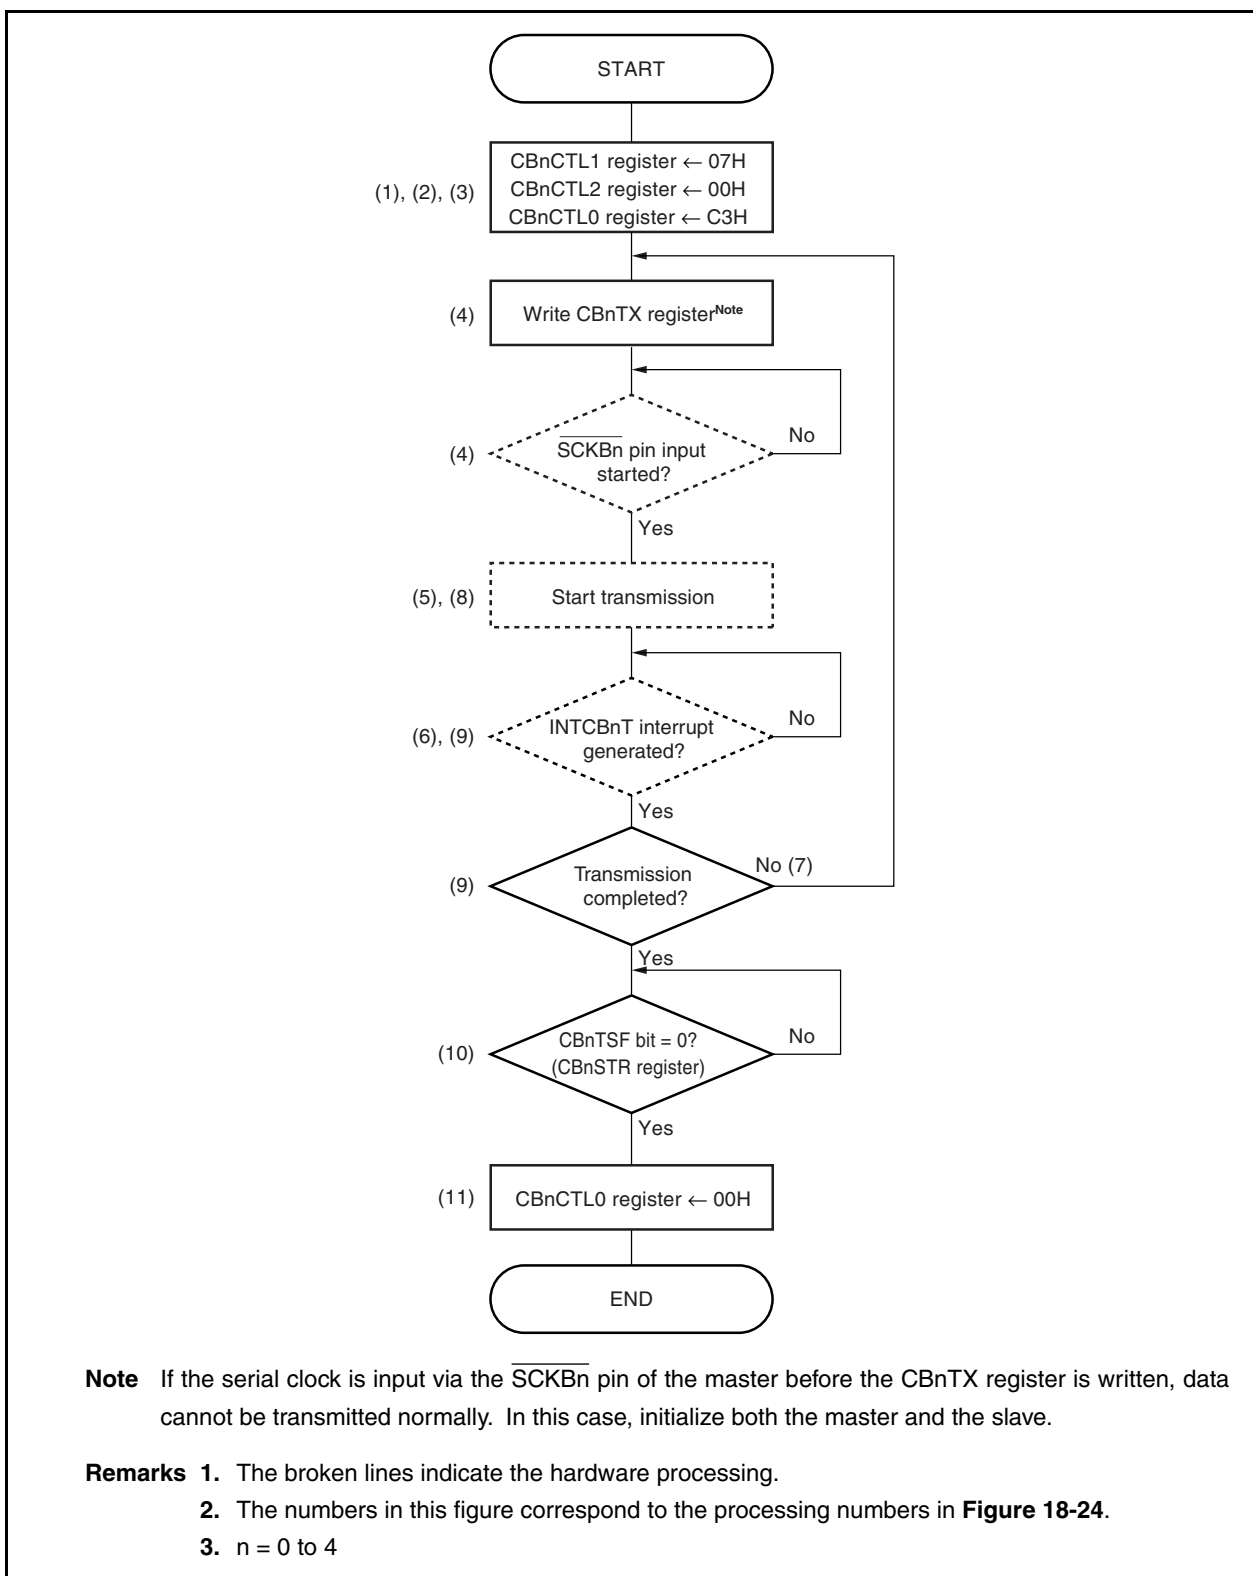 START
(1), (2), (3)
CBnCTL1 register ← 07H
CBnCTL2 register ← 00H
CBnCTL0 register ← C3H
(4)
Write CBnTX register^Note
(4)
SCKBn pin input
started?
No
Yes
(5), (8)
Start transmission
(6), (9)
INTCBnT interrupt
generated?
No
Yes
(9)
Transmission
completed?
No (7)
Yes
(10)
CBnTSF bit = 0?
(CBnSTR register)
No
Yes
(11)
CBnCTL0 register ← 00H
END
Note If the serial clock is input via the SCKBn pin of the master before the CBnTX register is written, data
cannot be transmitted normally. In this case, initialize both the master and the slave.
Remarks 1. The broken lines indicate the hardware processing.
2. The numbers in this figure correspond to the processing numbers in Figure 18-24.
3. n = 0 to 4